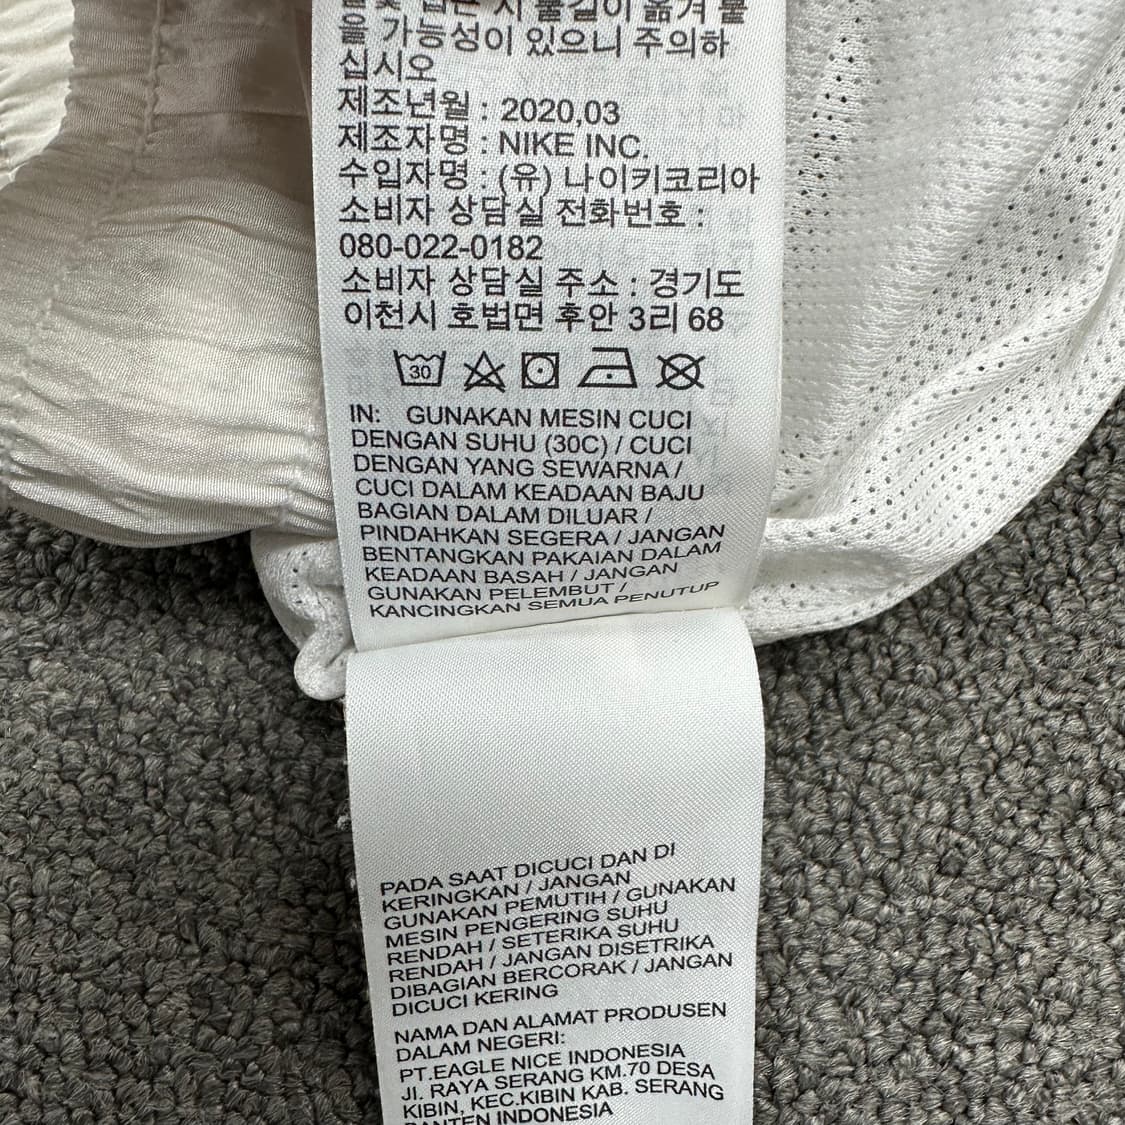 을 가능성이 있으니 주의하
십시오
제조년월 : 2020,03
제조자명 : NIKE INC.
수입자명 : (유) 나이키코리아
소비자 상담실 전화번호 :
080-022-0182
소비자 상담실 주소 : 경기도
이천시 호법면 후안 3리 68
30
IN: GUNAKAN MESIN CUCI
DENGAN SUHU (30C) / CUCI
DENGAN YANG SEWARNA /
CUCI DALAM KEADAAN BAJU
BAGIAN DALAM DILUAR /
PINDAHKAN SEGERA / JANGAN
BENTANGKAN PAKAIAN DALAM
KEADAAN BASAH / JANGAN
GUNAKAN PELEMBUT /
KANCINGKAN SEMUA PENUTUP
PADA SAAT DICUCI DAN DI
KERINGKAN / JANGAN
GUNAKAN PEMUTIH / GUNAKAN
MESIN PENGERING SUHU
RENDAH / SETERIKA SUHU
RENDAH / JANGAN DISETRIKA
DIBAGIAN BERCORAK / JANGAN
DICUCI KERING
NAMA DAN ALAMAT PRODUSEN
DALAM NEGERI:
PT.EAGLE NICE INDONESIA
JI. RAYA SERANG KM.70 DESA
KIBIN, KEC.KIBIN KAB. SERANG
BANTEN INDONESIA